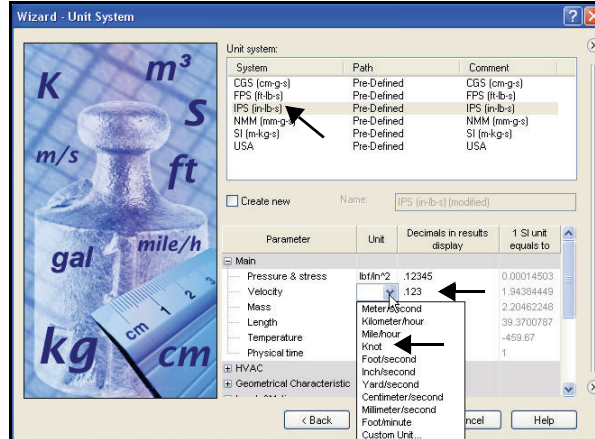 Wizard - Unit System
K
m³
S
m/s
ft
gal
mile/h
kg
cm
1 2 3
cm
Unit system:
System Path Comment
CGS (cm-g-s) Pre-Defined CGS (cm-g-s)
FPS (ft-lb-s) Pre-Defined FPS (ft-lb-s)
IPS (in-lb-s) Pre-Defined IPS (in-lb-s)
NMM (mm-g-s) Pre-Defined NMM (mm-g-s)
SI (m-kg-s) Pre-Defined SI (m-kg-s)
USA Pre-Defined USA
Create new Name: IPS (in-lb-s) (modified)
Parameter Unit Decimals in results display 1 SI unit equals to
Main
Pressure & stress lbf/in^2 .12345 0.00014503
Velocity .123 1.94384449
Mass 2.20462248
Length 39.3700787
Temperature -459.67
Physical time 1
HVAC
Geometrical Characteristic
Meter/second
Kilometer/hour
Mile/hour
Knot
Foot/second
Inch/second
Yard/second
Centimeter/second
Millimeter/second
Foot/minute
Custom Unit...
< Back Help